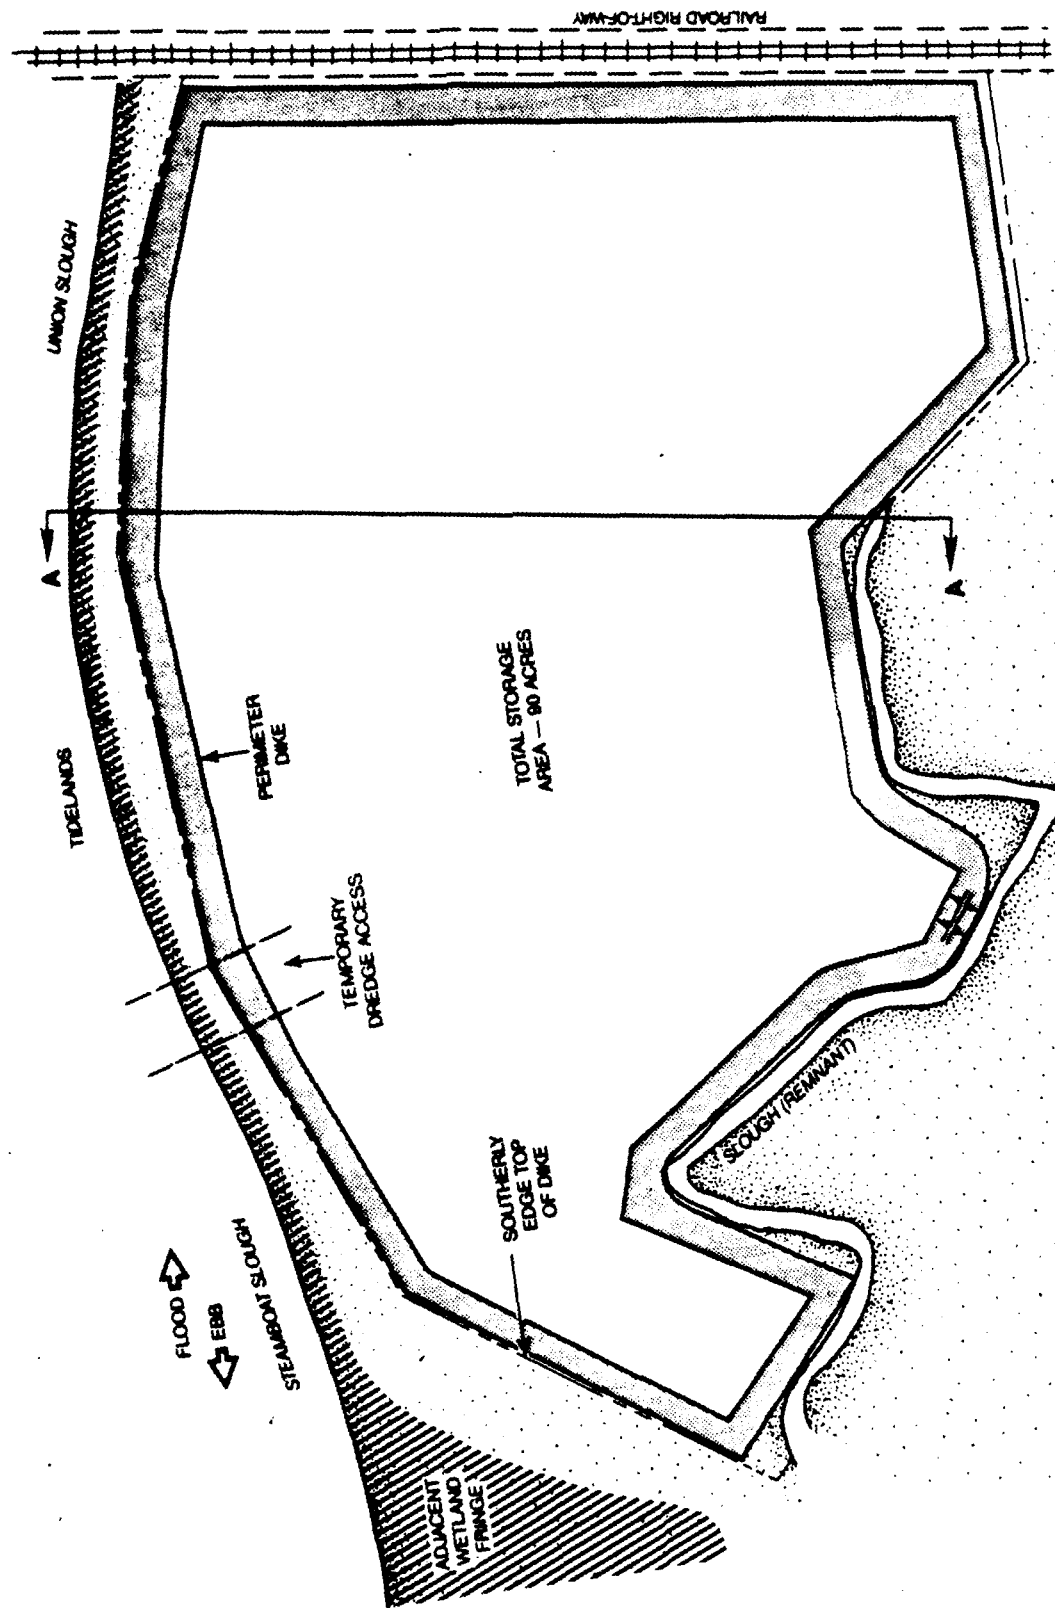 RAILROAD RIGHT-OF-WAY
UNION SLOUGH
A
A
TIDELANDS
PERIMETER
DIKE
TOTAL STORAGE
AREA — 90 ACRES
TEMPORARY
DREDGE ACCESS
SLOUGH (REMNANT)
SOUTHERLY
EDGE TOP
OF DIKE
FLOOD
EBB
STEAMBOAT SLOUGH
ADJACENT
WETLAND
FRINGE